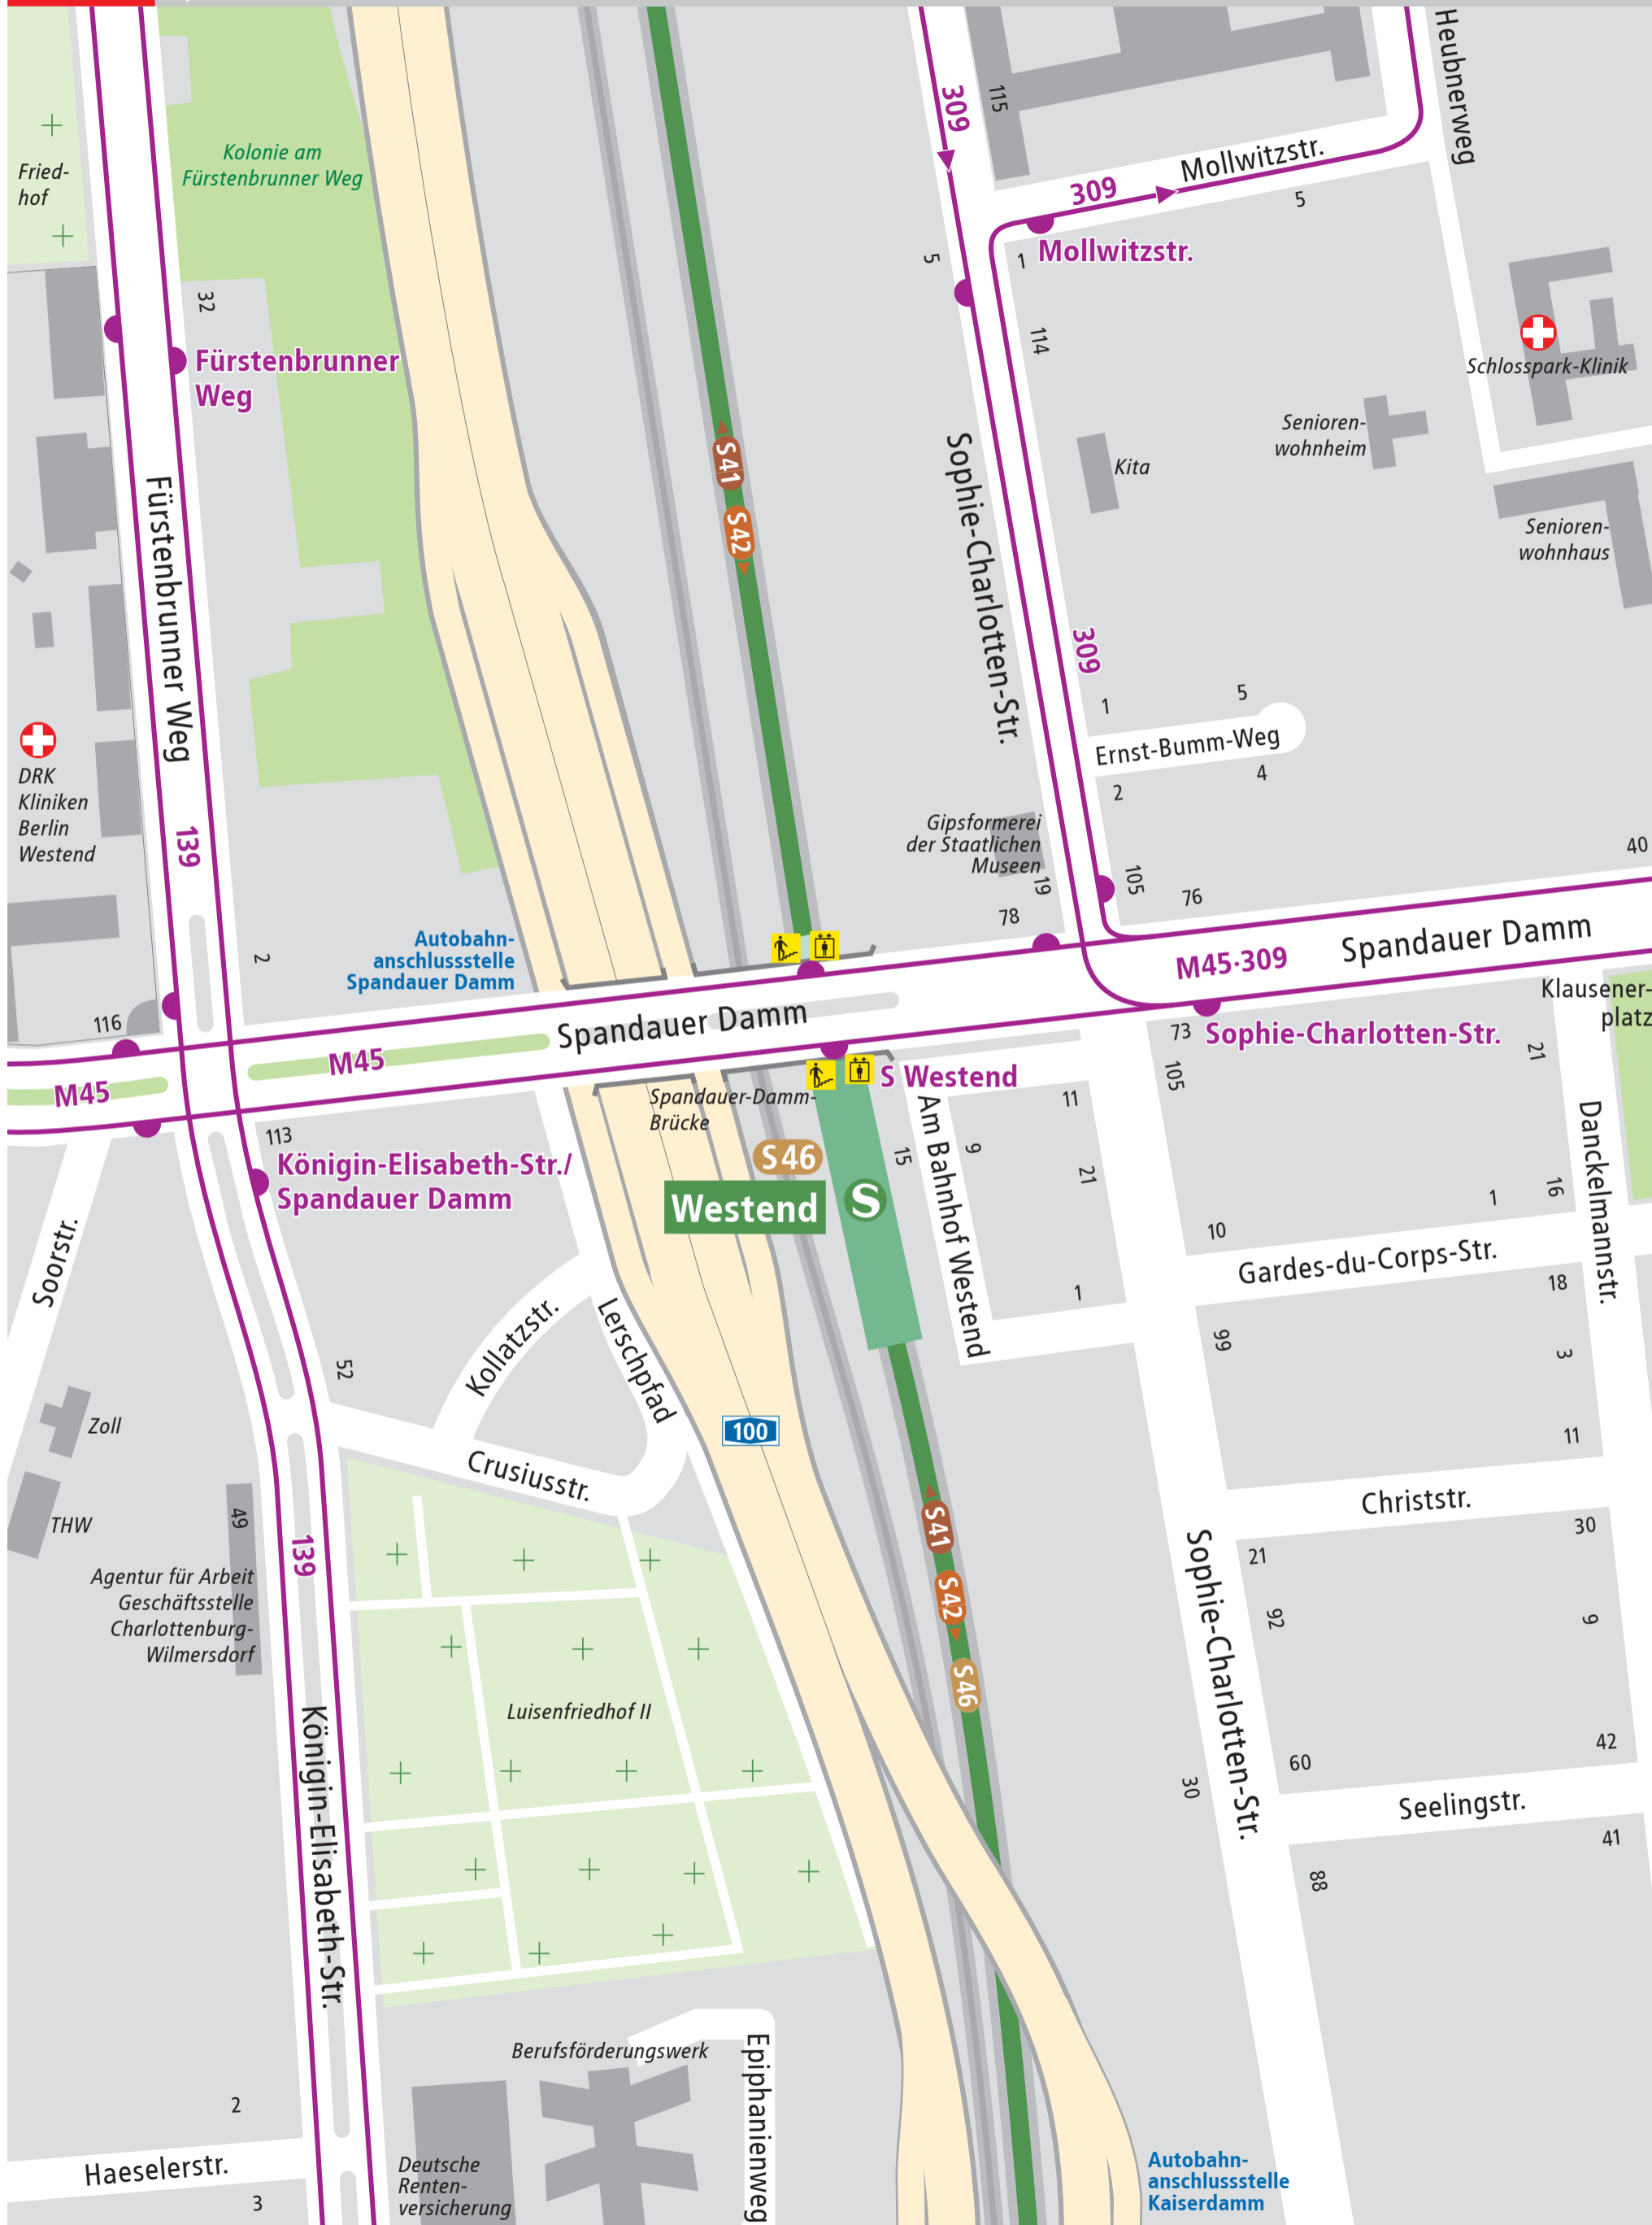 Heubnerweg
309
115
Kolonie am
Fürstenbrunner Weg
Fried-
hof
Mollwitzstr.
309
5
Mollwitzstr.
5
1
32
114
Fürstenbrunner
Weg
Schlosspark-Klinik
Senioren-
wohnheim
Kita
S41
S42
Sophie-Charlotten-Str.
Senioren-
wohnhaus
Fürstenbrunner Weg
309
1
5
Ernst-Bumm-Weg
4
2
DRK
Kliniken
Berlin
Westend
139
Gipsformerei
der Staatlichen
Museen
19
105
76
78
40
2
Autobahn-
anschlussstelle
Spandauer Damm
Spandauer Damm
M45·309
Klausener-
platz
116
Spandauer Damm
73
Sophie-Charlotten-Str.
21
M45
M45
S Westend
105
Spandauer-Damm-
Brücke
11
113
Königin-Elisabeth-Str./
Spandauer Damm
S46
Westend
S
15
Am Bahnhof Westend
9
21
Danckelmannstr.
16
1
10
Soorstr.
Gardes-du-Corps-Str.
18
1
Kollatzstr.
Lerschpfad
99
3
52
Zoll
100
11
Crusiusstr.
Christstr.
THW
49
139
S41
S42
S46
30
21
Agentur für Arbeit
Geschäftsstelle
Charlottenburg-
Wilmersdorf
92
9
Sophie-Charlotten-Str.
Luisenfriedhof II
42
60
30
Seelingstr.
41
Königin-Elisabeth-Str.
88
Berufsförderungswerk
Epiphanienweg
2
Haeselerstr.
3
Deutsche
Renten-
versicherung
Autobahn-
anschlussstelle
Kaiserdamm